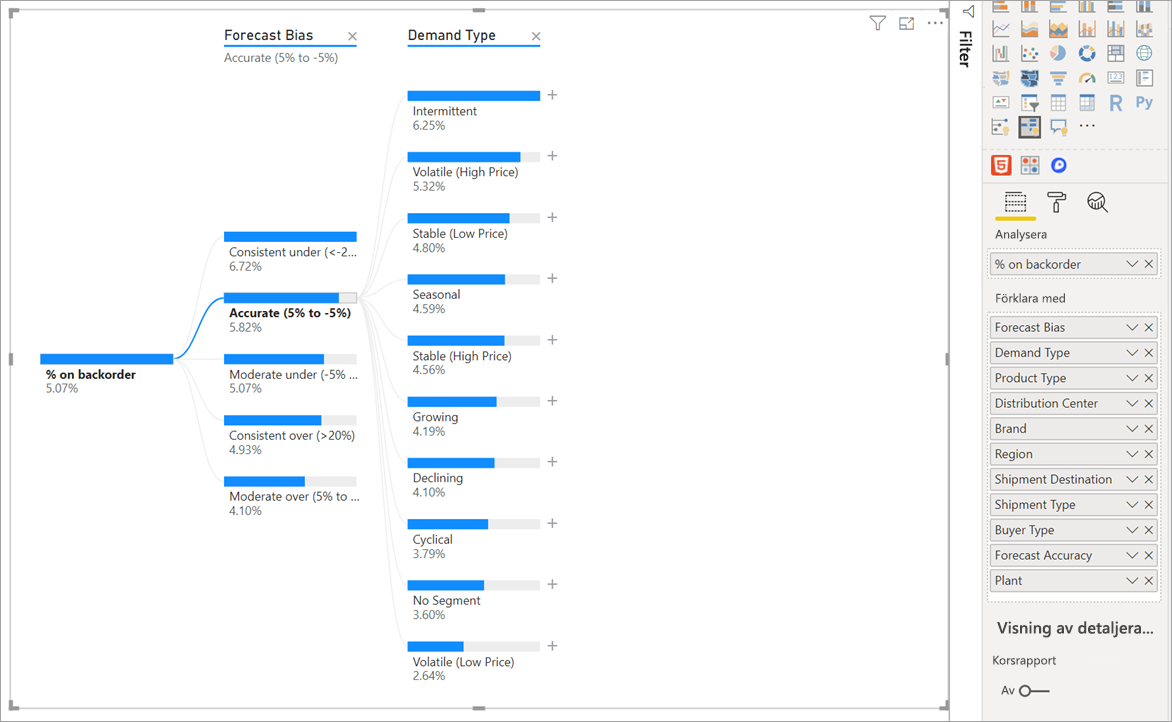 Forecast Bias
Accurate (5% to -5%)
Demand Type
% on backorder
5.07%
Consistent under (<-2...
6.72%
Accurate (5% to -5%)
5.82%
Moderate under (-5% ...
5.07%
Consistent over (>20%)
4.93%
Moderate over (5% to ...
4.10%
Intermittent
6.25%
Volatile (High Price)
5.32%
Stable (Low Price)
4.80%
Seasonal
4.59%
Stable (High Price)
4.56%
Growing
4.19%
Declining
4.10%
Cyclical
3.79%
No Segment
3.60%
Volatile (Low Price)
2.64%
Filter
123
R
Py
5
Analysera
% on backorder
Förklara med
Forecast Bias
Demand Type
Product Type
Distribution Center
Brand
Region
Shipment Destination
Shipment Type
Buyer Type
Forecast Accuracy
Plant
Visning av detaljera...
Korsrapport
Av